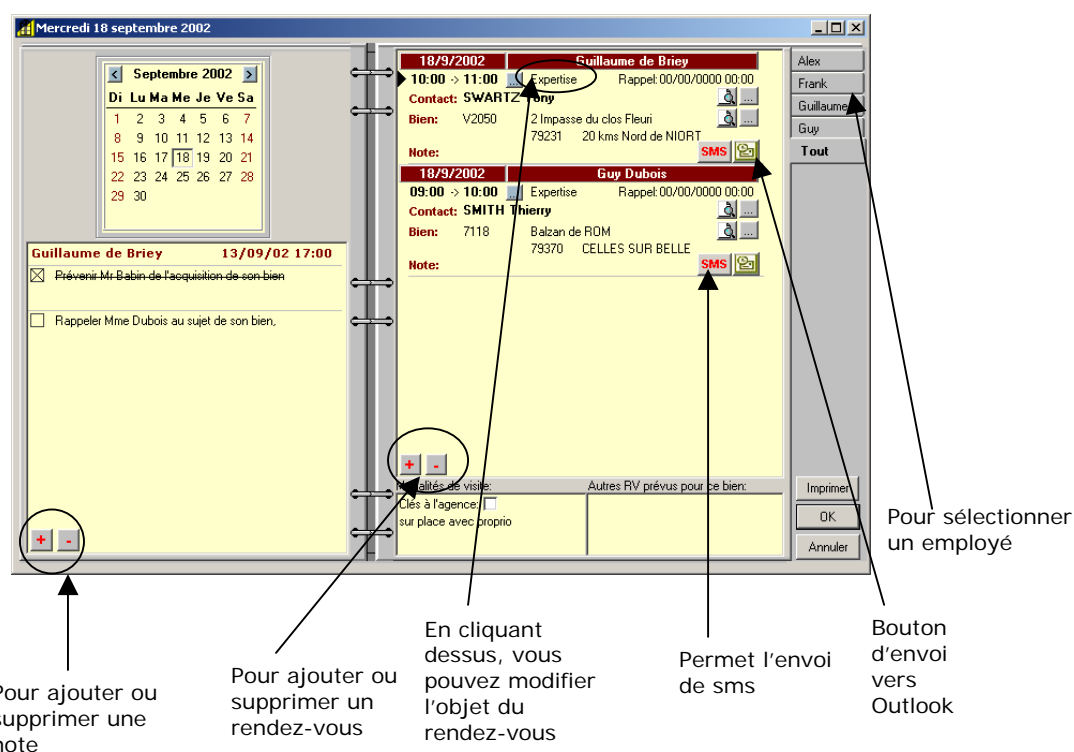 Mercredi 18 septembre 2002
Septembre 2002
Di Lu Ma Me Je Ve Sa
1 2 3 4 5 6 7
8 9 10 11 12 13 14
15 16 17 18 19 20 21
22 23 24 25 26 27 28
29 30
Guillaume de Briey 13/09/02 17:00
Prévenir Mr Babin de l'acquisition de son bien
Rappeler Mme Dubois au sujet de son bien,
+ -
18/9/2002 Guillaume de Briey
10:00 -> 11:00 ... Expertise Rappel: 00/00/0000 00:00
Contact: SWARTZ Tony ...
Bien: V2050 2 Impasse du clos Fleuri ...
79231 20 kms Nord de NIORT
Note: SMS
18/9/2002 Guy Dubois
09:00 -> 10:00 ... Expertise Rappel: 00/00/0000 00:00
Contact: SMITH Thierry ...
Bien: 7118 Balzan de ROM ...
79370 CELLES SUR BELLE
Note: SMS
+ -
Modalités de visite: Autres RV prévus pour ce bien:
Clés à l'agence:
sur place avec proprio
Alex
Frank
Guillaume
Guy
Tout
Imprimer
OK
Annuler
Pour sélectionner
un employé
Pour ajouter ou
supprimer une
note
Pour ajouter ou
supprimer un
rendez-vous
En cliquant
dessus, vous
pouvez modifier
l'objet du
rendez-vous
Permet l'envoi
de sms
Bouton
d'envoi
vers
Outlook